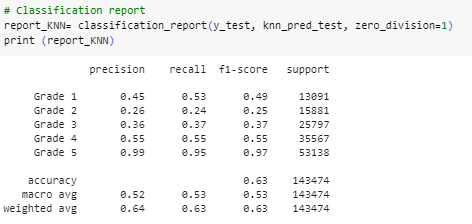 # Classification report
report_KNN= classification_report(y_test, knn_pred_test, zero_division=1)
print (report_KNN)
precision recall f1-score support
Grade 1 0.45 0.53 0.49 13091
Grade 2 0.26 0.24 0.25 15881
Grade 3 0.36 0.37 0.37 25797
Grade 4 0.55 0.55 0.55 35567
Grade 5 0.99 0.95 0.97 53138
accuracy 0.63 143474
macro avg 0.52 0.53 0.53 143474
weighted avg 0.64 0.63 0.63 143474